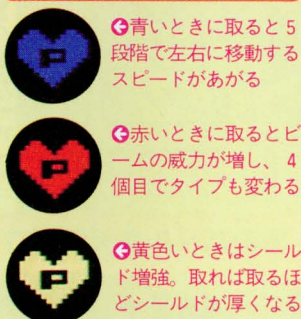 P
青いときに取ると5
段階で左右に移動する
スピードがあがる
P
赤いときに取るとビ
ームの威力が増し、4
個目でタイプも変わる
P
黄色いときはシール
ド増強。取れば取るほ
どシールドが厚くなる